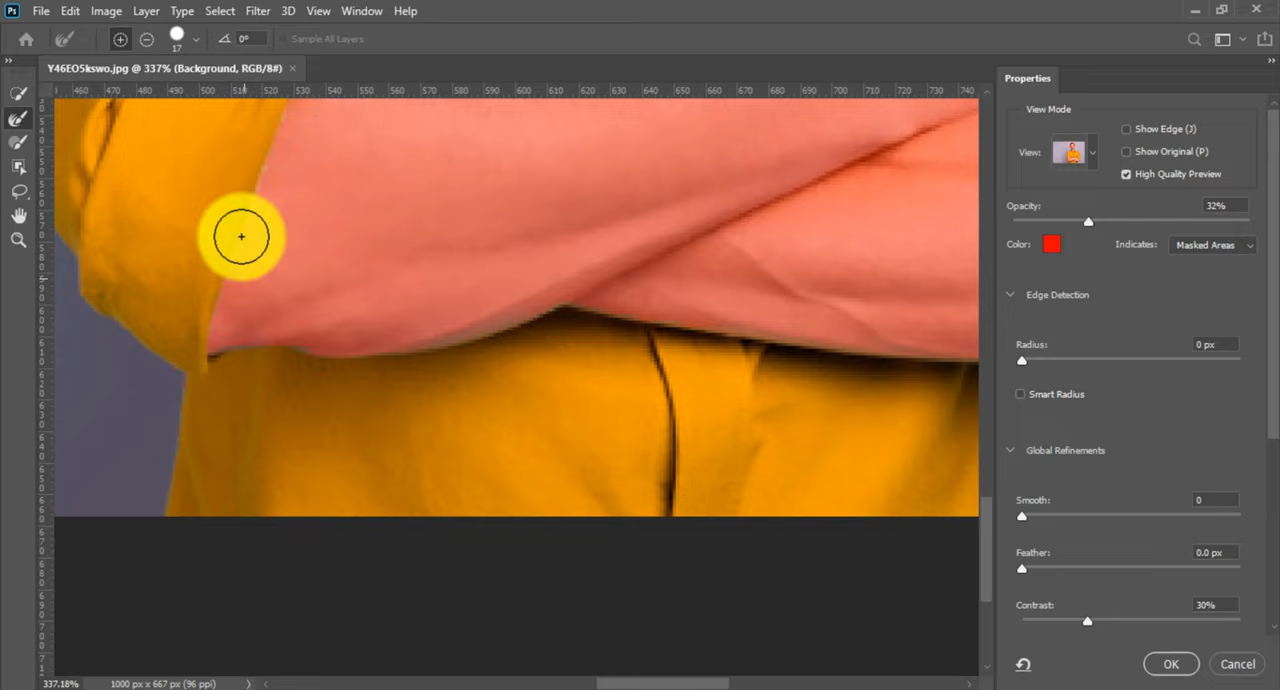 Ps File Edit Image Layer Type Select Filter 3D View Window Help
17 0° Sample All Layers
Y46EO5kswo.jpg @ 337% (Background, RGB/8#) ×
460 480 490 500 510 520 530 540 550 560 570 580 590 600 610 620 630 640 650 660 670 680 690 700 710 720 730 740
Properties
View Mode
View:
Show Edge (J)
Show Original (P)
High Quality Preview
Opacity: 32%
Color: Indicates: Masked Areas
Edge Detection
Radius: 0 px
Smart Radius
Global Refinements
Smooth: 0
Feather: 0.0 px
Contrast: 30%
OK Cancel
337.18% 1000 px x 667 px (96 ppi)